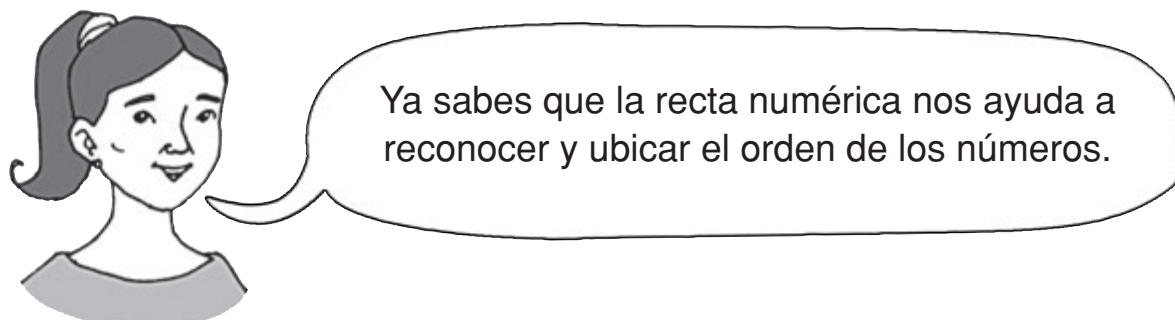 Ya sabes que la recta numérica nos ayuda a
reconocer y ubicar el orden de los números.